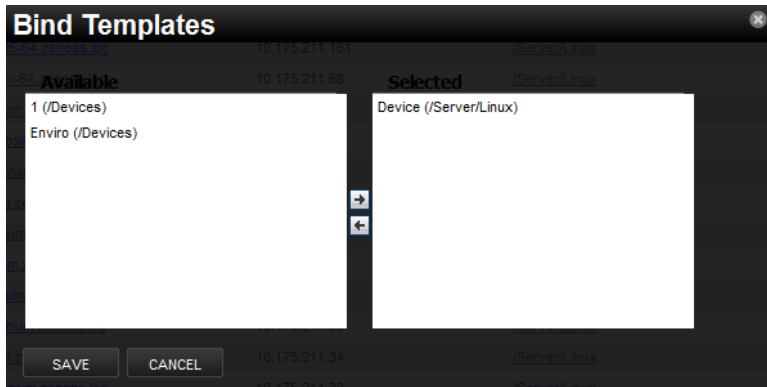 Bind Templates
10.175.211.161
/Server/Linux
Available
10.175.211.68
Selected
/Server/Linux
1 (/Devices)
Device (/Server/Linux)
Enviro (/Devices)
SAVE
CANCEL
10.175.211.34
/Server/Linux